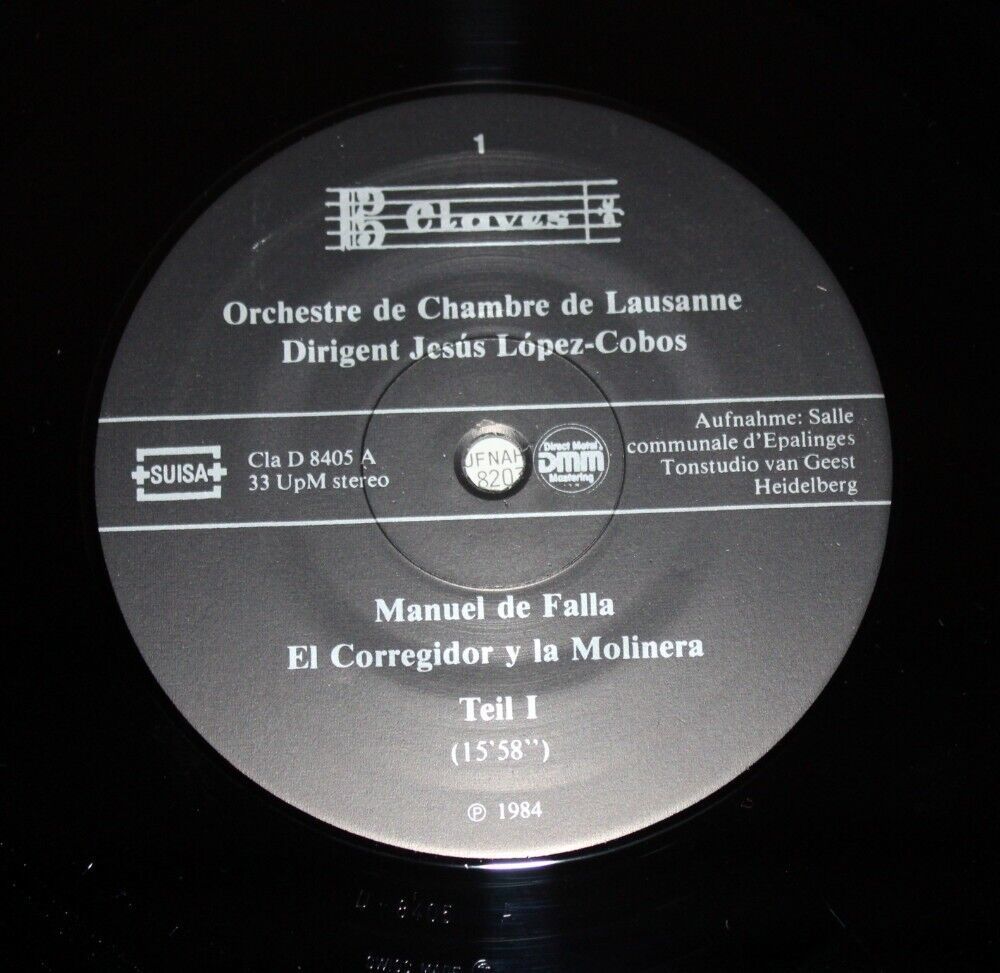 1
Claves
Orchestre de Chambre de Lausanne
Dirigent Jesús López-Cobos
SUISA
Cla D 8405 A
33 UpM stereo
Direct Metal
DMM
Mastering
Aufnahme: Salle
communale d'Epalinges
Tonstudio van Geest
Heidelberg
Manuel de Falla
El Corregidor y la Molinera
Teil I
(15'58'')
℗ 1984